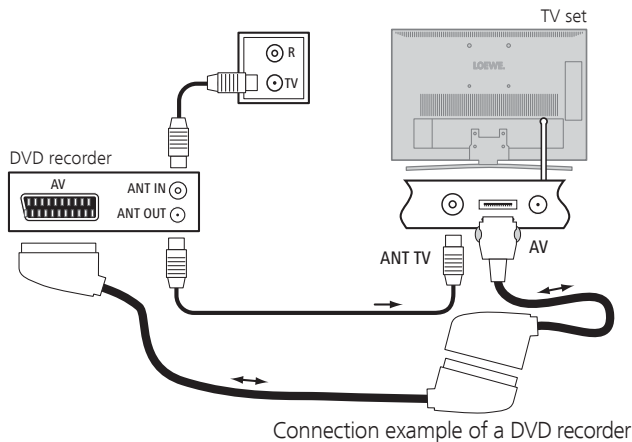 TV set
R
TV
LOEWE.
DVD recorder
AV
ANT IN
ANT OUT
ANT TV
AV
Connection example of a DVD recorder